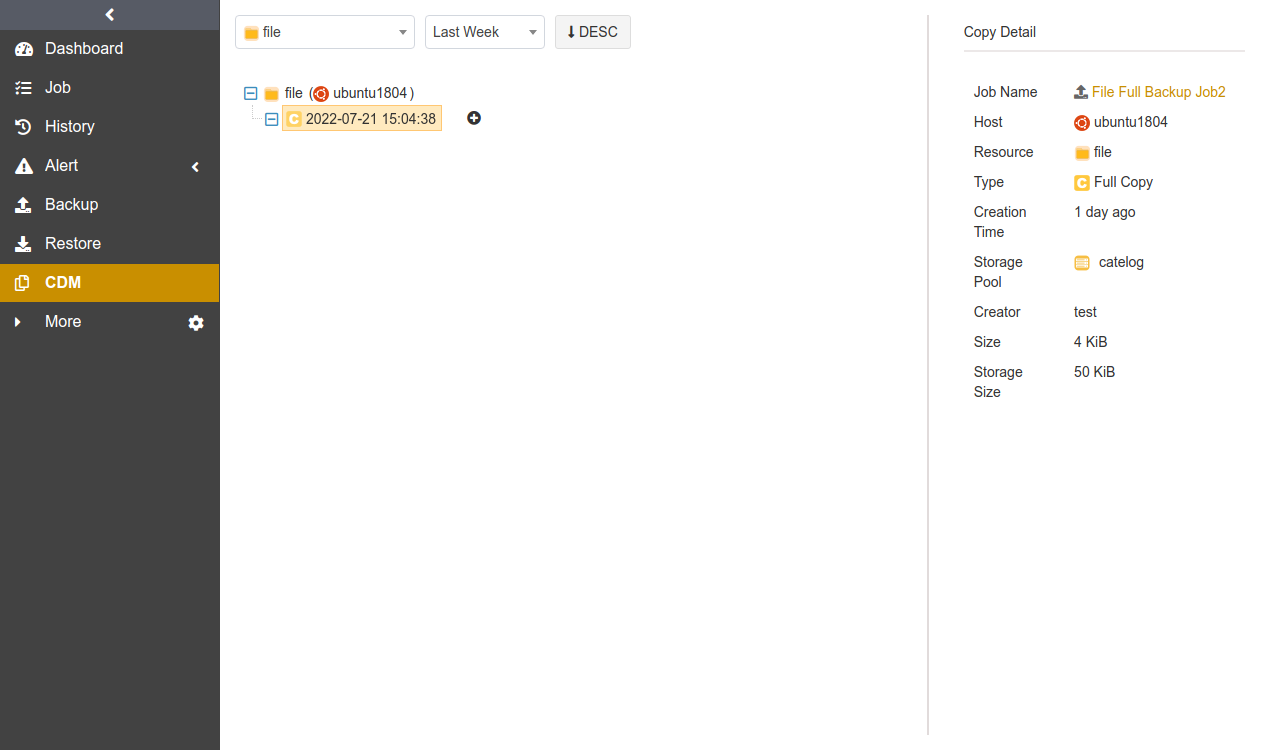 Dashboard
Job
History
Alert
Backup
Restore
CDM
More
file
Last Week
DESC
file (ubuntu1804)
C 2022-07-21 15:04:38
Copy Detail
Job Name File Full Backup Job2
Host ubuntu1804
Resource file
Type C Full Copy
Creation Time 1 day ago
Storage Pool catelog
Creator test
Size 4 KiB
Storage Size 50 KiB